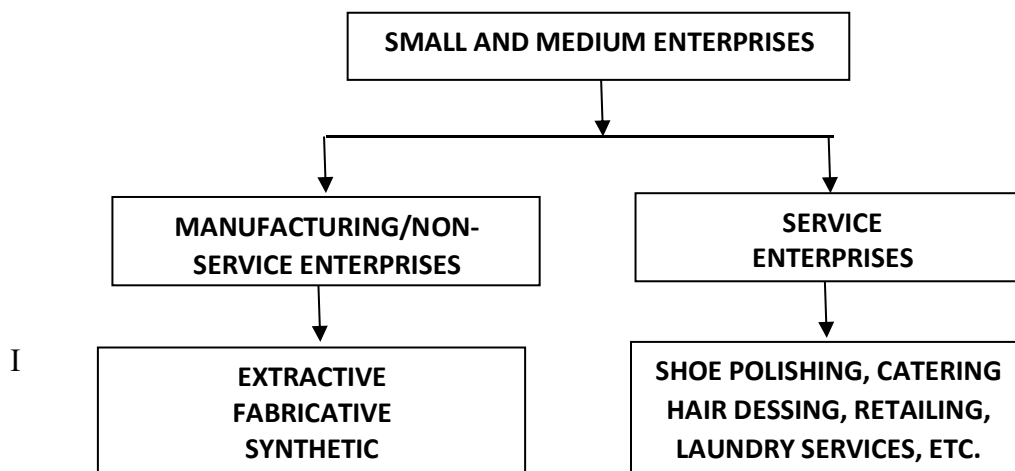 SMALL AND MEDIUM ENTERPRISES
MANUFACTURING/NON-
SERVICE ENTERPRISES
SERVICE
ENTERPRISES
I
EXTRACTIVE
FABRICATIVE
SYNTHETIC
SHOE POLISHING, CATERING
HAIR DESSING, RETAILING,
LAUNDRY SERVICES, ETC.